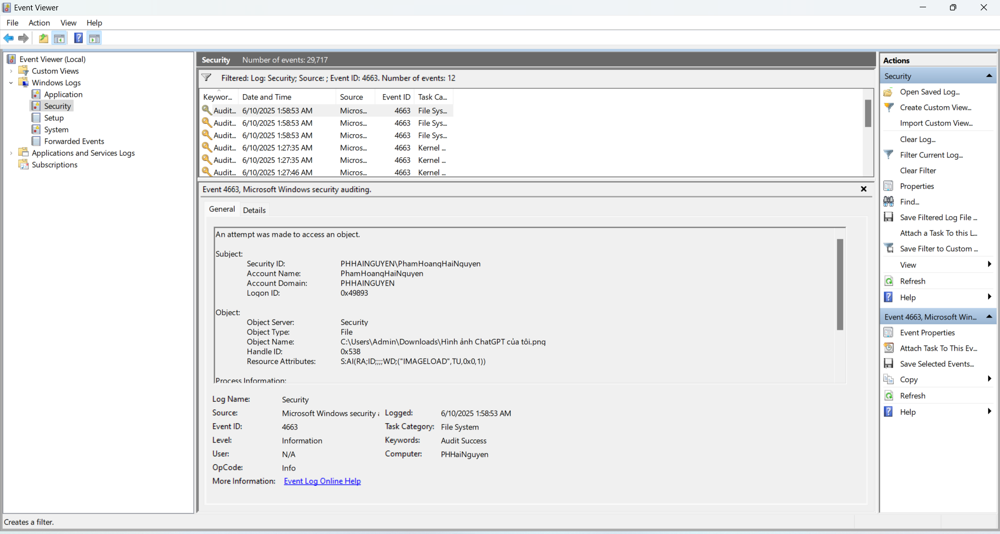 Event Viewer
File Action View Help
Event Viewer (Local)
Custom Views
Windows Logs
Application
Security
Setup
System
Forwarded Events
Applications and Services Logs
Subscriptions
Security Number of events: 29,717
Filtered: Log: Security; Source: ; Event ID: 4663. Number of events: 12
Keywor... Date and Time Source Event ID Task Ca...
Audit... 6/10/2025 1:58:53 AM Micros... 4663 File Sys...
Audit... 6/10/2025 1:58:53 AM Micros... 4663 File Sys...
Audit... 6/10/2025 1:58:53 AM Micros... 4663 File Sys...
Audit... 6/10/2025 1:27:35 AM Micros... 4663 Kernel ...
Audit... 6/10/2025 1:27:35 AM Micros... 4663 Kernel ...
Audit... 6/10/2025 1:27:46 AM Micros... 4663 Kernel ...
Event 4663, Microsoft Windows security auditing.
General Details
An attempt was made to access an object.
Subject:
Security ID: PHHAINGUYEN\PhamHoangHaiNguyen
Account Name: PhamHoangHaiNguyen
Account Domain: PHHAINGUYEN
Logon ID: 0x49893
Object:
Object Server: Security
Object Type: File
Object Name: C:\Users\Admin\Downloads\Hình ảnh ChatGPT của tôi.png
Handle ID: 0x538
Resource Attributes: S:AI(RA;ID;;;;WD;("IMAGELOAD",TU,0x0,1))
Process Information:
Log Name: Security
Source: Microsoft Windows security Logged: 6/10/2025 1:58:53 AM
Event ID: 4663 Task Category: File System
Level: Information Keywords: Audit Success
User: N/A Computer: PHHaiNguyen
OpCode: Info
More Information: Event Log Online Help
Actions
Security
Open Saved Log...
Create Custom View...
Import Custom View...
Clear Log...
Filter Current Log...
Clear Filter
Properties
Find...
Save Filtered Log File ...
Attach a Task To this L...
Save Filter to Custom ...
View
Refresh
Help
Event 4663, Microsoft Win...
Event Properties
Attach Task To This Ev...
Save Selected Events...
Copy
Refresh
Help
Creates a filter.